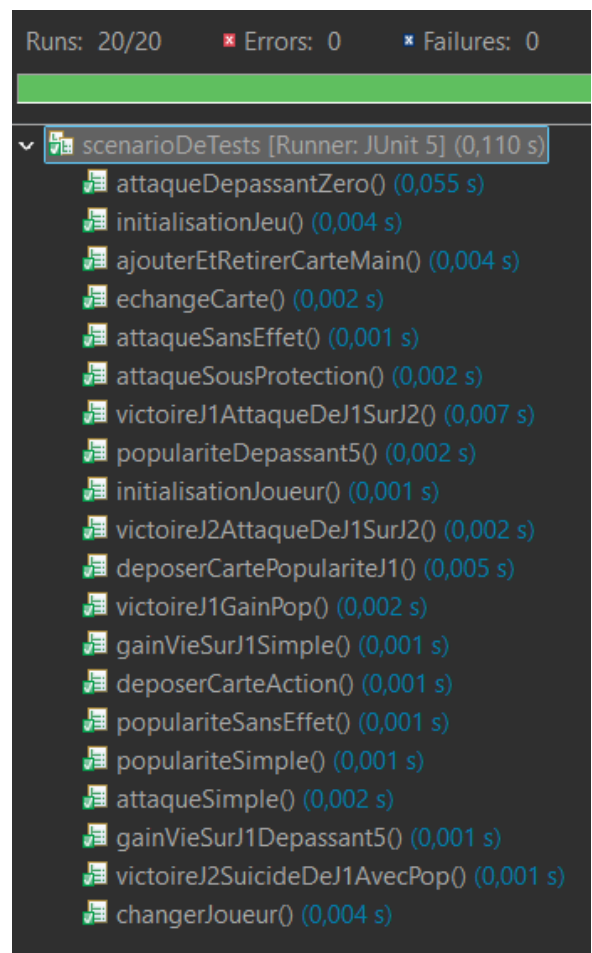 Runs: 20/20 Errors: 0 Failures: 0
scenarioDeTests [Runner: JUnit 5] (0,110 s)
attaqueDepassantZero() (0,055 s)
initialisationJeu() (0,004 s)
ajouterEtRetirerCarteMain() (0,004 s)
echangeCarte() (0,002 s)
attaqueSansEffet() (0,001 s)
attaqueSousProtection() (0,002 s)
victoireJ1AttaqueDeJ1SurJ2() (0,007 s)
populariteDepassant5() (0,002 s)
initialisationJoueur() (0,001 s)
victoireJ2AttaqueDeJ1SurJ2() (0,002 s)
deposerCartePopulariteJ1() (0,005 s)
victoireJ1GainPop() (0,002 s)
gainVieSurJ1Simple() (0,001 s)
deposerCarteAction() (0,001 s)
populariteSansEffet() (0,001 s)
populariteSimple() (0,001 s)
attaqueSimple() (0,002 s)
gainVieSurJ1Depassant5() (0,001 s)
victoireJ2SuicideDeJ1AvecPop() (0,001 s)
changerJoueur() (0,004 s)